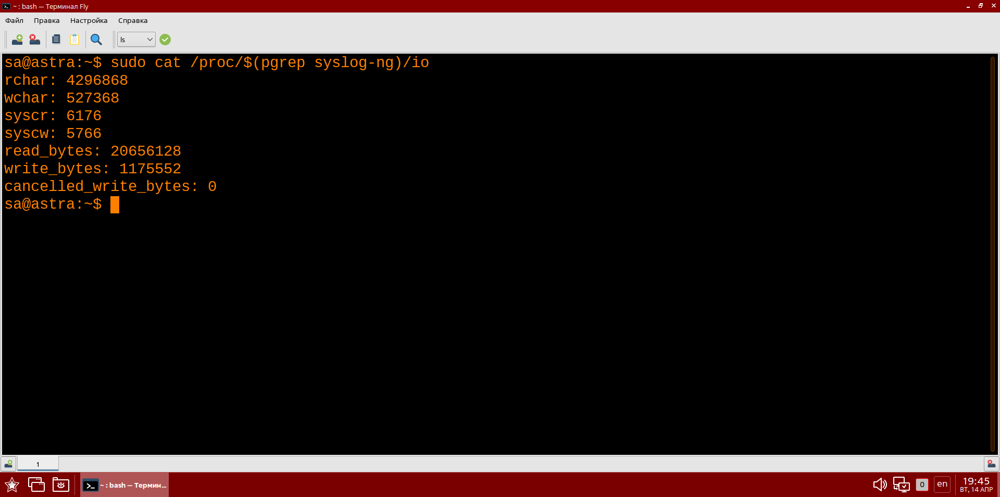 ~ : bash — Терминал Fly
Файл Правка Настройка Справка
ls
sa@astra:~$ sudo cat /proc/$(pgrep syslog-ng)/io
rchar: 4296868
wchar: 527368
syscr: 6176
syscw: 5766
read_bytes: 20656128
write_bytes: 1175552
cancelled_write_bytes: 0
sa@astra:~$
1
~ : bash — Термин...
0
en
19:45
ВТ, 14 АПР